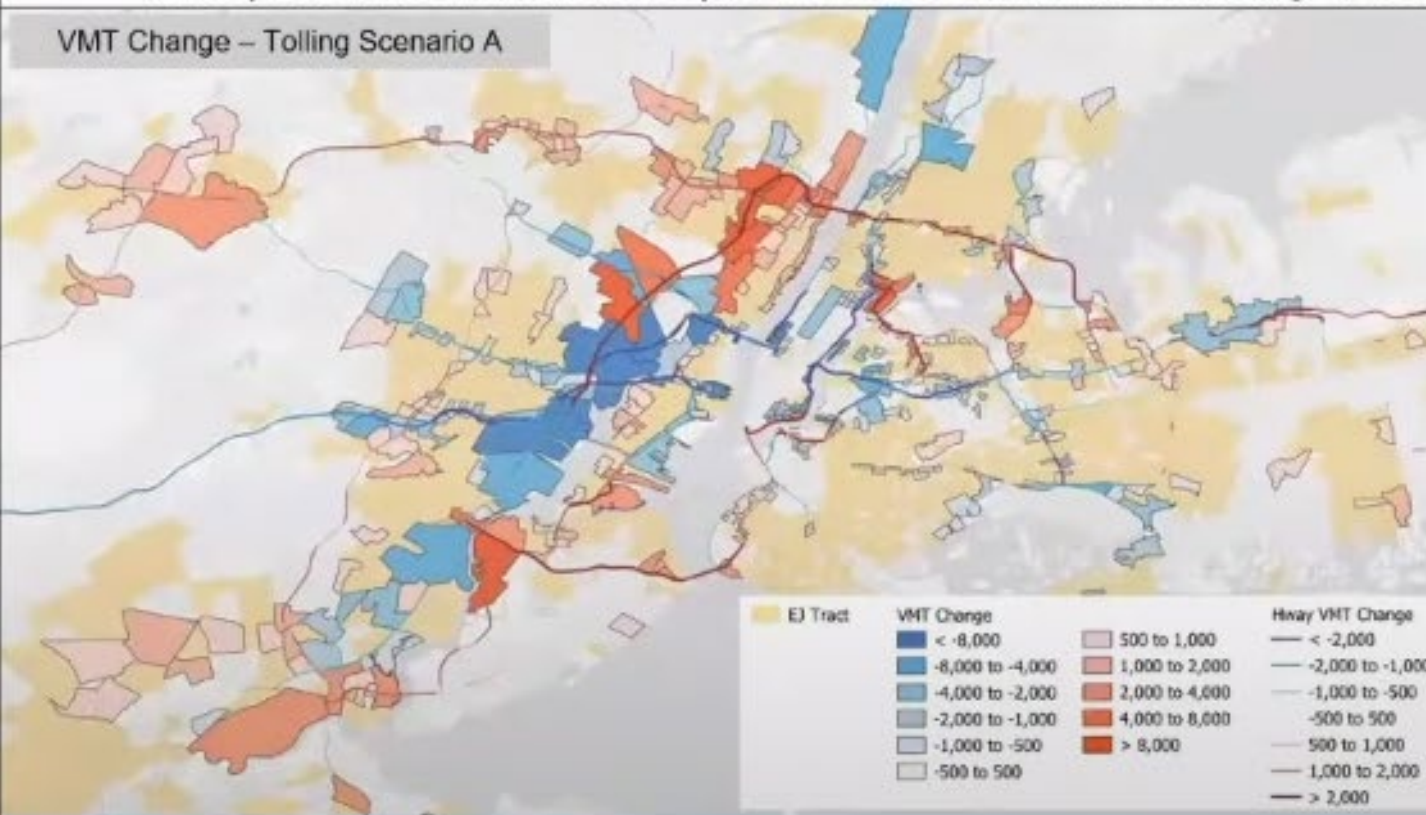 VMT Change – Tolling Scenario A
EJ Tract
VMT Change
< -8,000
-8,000 to -4,000
-4,000 to -2,000
-2,000 to -1,000
-1,000 to -500
-500 to 500
500 to 1,000
1,000 to 2,000
2,000 to 4,000
4,000 to 8,000
> 8,000
Hway VMT Change
< -2,000
-2,000 to -1,000
-1,000 to -500
-500 to 500
500 to 1,000
1,000 to 2,000
> 2,000